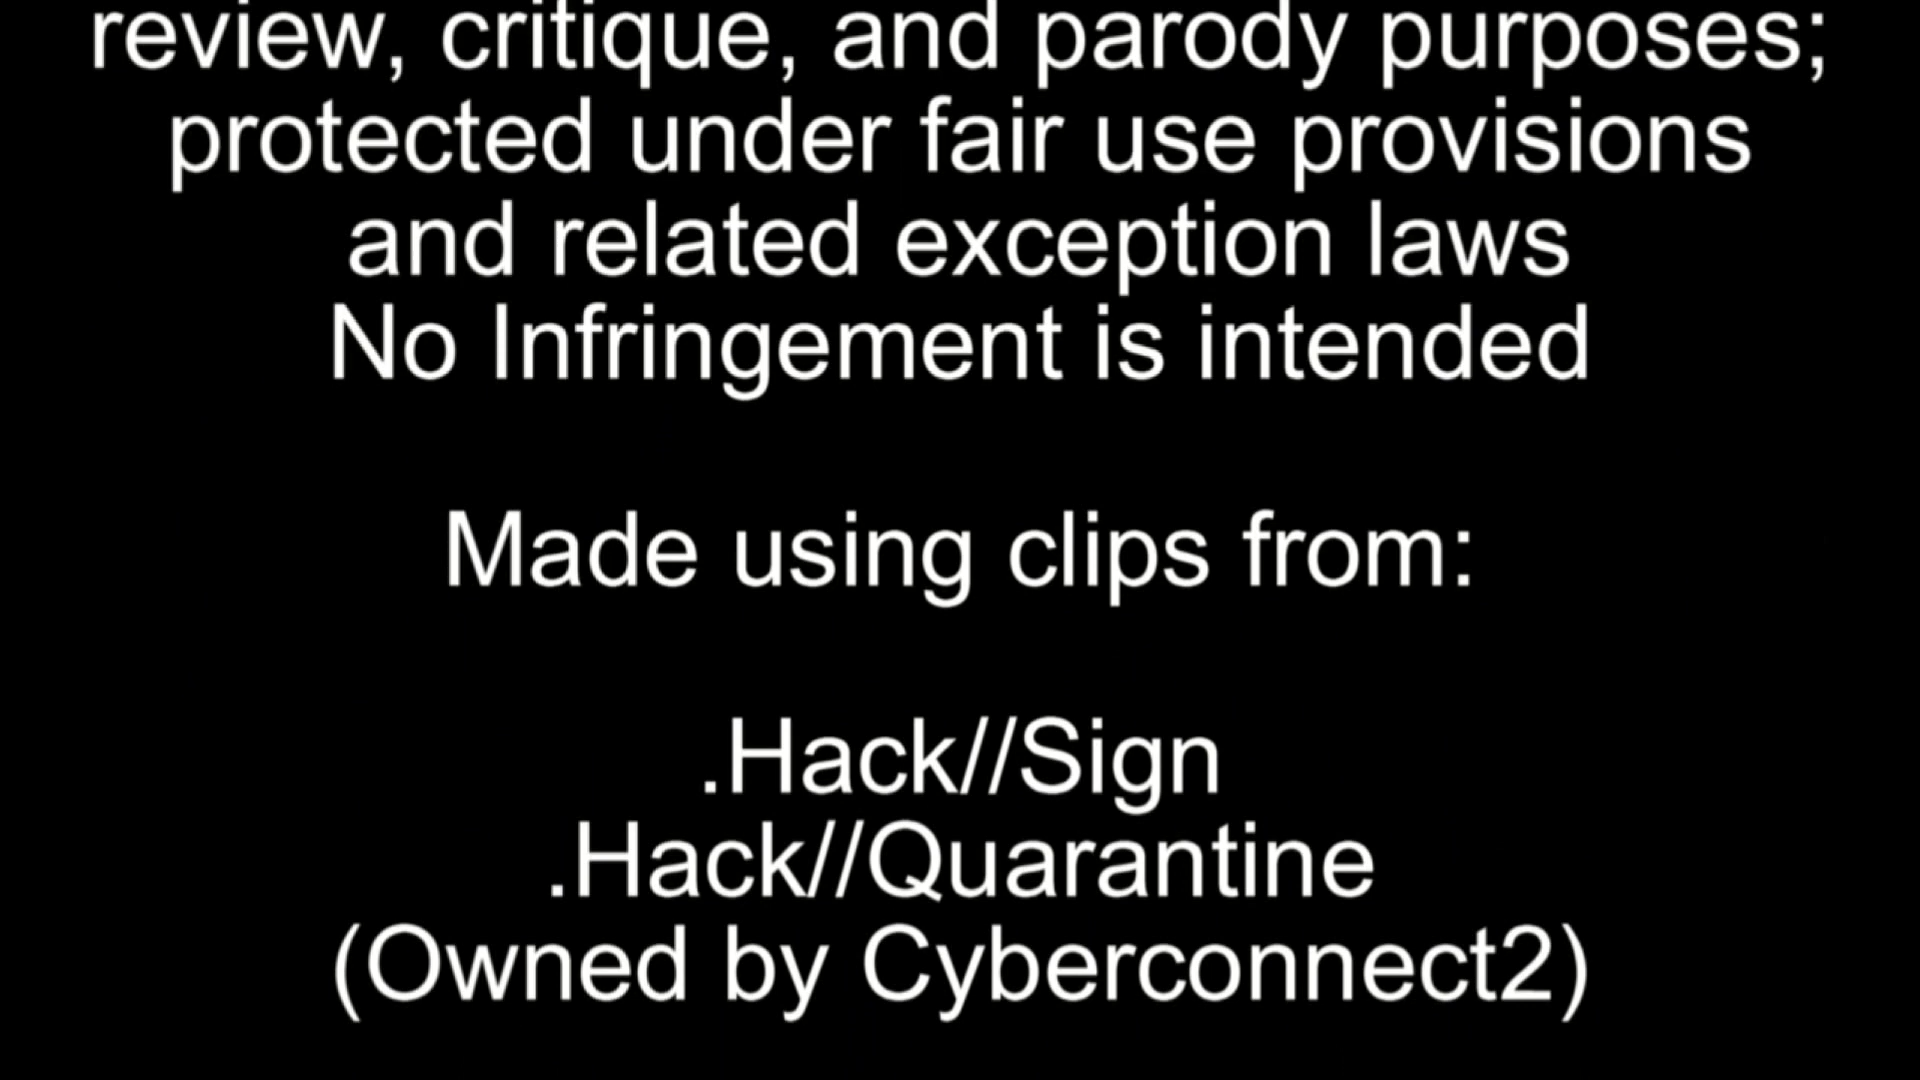 review, critique, and parody purposes;
protected under fair use provisions
and related exception laws
No Infringement is intended
Made using clips from:
.Hack//Sign
.Hack//Quarantine
(Owned by Cyberconnect2)